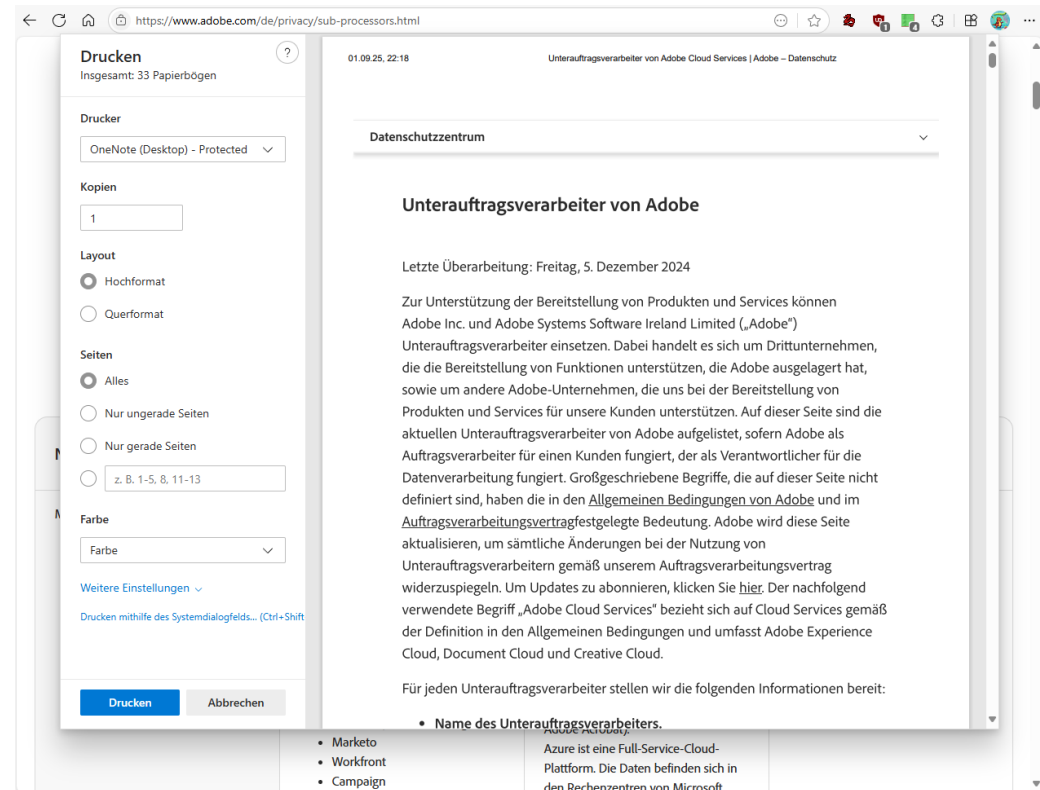 https://www.adobe.com/de/privacy/sub-processors.html
1
4
Drucken
Insgesamt: 33 Papierbögen
?
Drucker
OneNote (Desktop) - Protected
Kopien
1
Layout
Hochformat
Querformat
Seiten
Alles
Nur ungerade Seiten
Nur gerade Seiten
z. B. 1-5, 8, 11-13
Farbe
Farbe
Weitere Einstellungen
Drucken mithilfe des Systemdialogfelds... (Ctrl+Shift
Drucken
Abbrechen
01.09.25, 22:18
Unterauftragsverarbeiter von Adobe Cloud Services | Adobe – Datenschutz
Datenschutzzentrum
Unterauftragsverarbeiter von Adobe
Letzte Überarbeitung: Freitag, 5. Dezember 2024
Zur Unterstützung der Bereitstellung von Produkten und Services können
Adobe Inc. und Adobe Systems Software Ireland Limited („Adobe“)
Unterauftragsverarbeiter einsetzen. Dabei handelt es sich um Drittunternehmen,
die die Bereitstellung von Funktionen unterstützen, die Adobe ausgelagert hat,
sowie um andere Adobe-Unternehmen, die uns bei der Bereitstellung von
Produkten und Services für unsere Kunden unterstützen. Auf dieser Seite sind die
aktuellen Unterauftragsverarbeiter von Adobe aufgelistet, sofern Adobe als
Auftragsverarbeiter für einen Kunden fungiert, der als Verantwortlicher für die
Datenverarbeitung fungiert. Großgeschriebene Begriffe, die auf dieser Seite nicht
definiert sind, haben die in den Allgemeinen Bedingungen von Adobe und im
Auftragsverarbeitungsvertragfestgelegte Bedeutung. Adobe wird diese Seite
aktualisieren, um sämtliche Änderungen bei der Nutzung von
Unterauftragsverarbeitern gemäß unserem Auftragsverarbeitungsvertrag
widerzuspiegeln. Um Updates zu abonnieren, klicken Sie hier. Der nachfolgend
verwendete Begriff „Adobe Cloud Services“ bezieht sich auf Cloud Services gemäß
der Definition in den Allgemeinen Bedingungen und umfasst Adobe Experience
Cloud, Document Cloud und Creative Cloud.
Für jeden Unterauftragsverarbeiter stellen wir die folgenden Informationen bereit:
• Name des Unterauftragsverarbeiters.
• Marketo
• Workfront
• Campaign
Adobe Acrobat).
Azure ist eine Full-Service-Cloud-
Plattform. Die Daten befinden sich in
den Rechenzentren von Microsoft